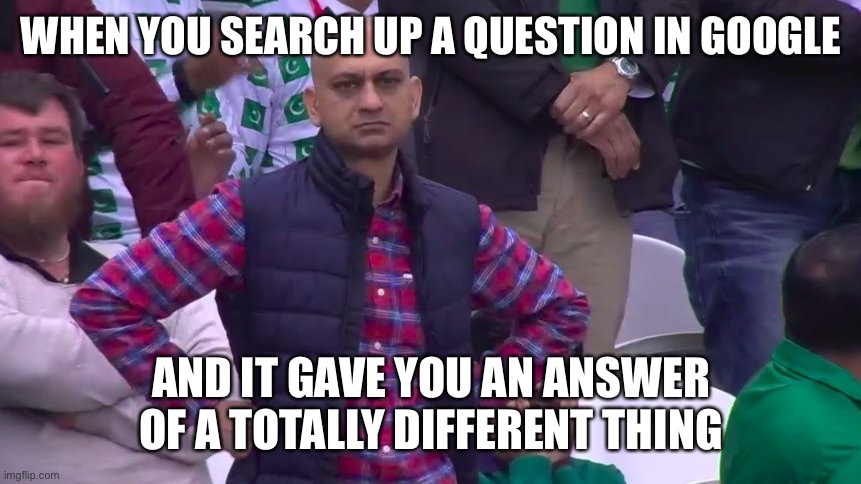 WHEN YOU SEARCH UP A QUESTION IN GOOGLE
AND IT GAVE YOU AN ANSWER
OF A TOTALLY DIFFERENT THING
imgflip.com